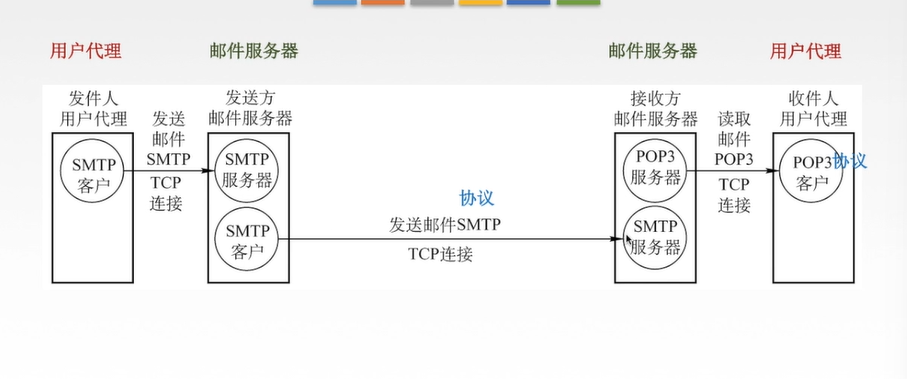 用户代理
邮件服务器
邮件服务器
用户代理
发件人
用户代理
发送
邮件
SMTP
TCP
连接
发送方
邮件服务器
接收方
邮件服务器
读取
邮件
POP3
TCP
连接
收件人
用户代理
SMTP
客户
SMTP
服务器
SMTP
客户
协议
发送邮件SMTP
TCP连接
POP3
服务器
SMTP
服务器
POP3
客户
协议